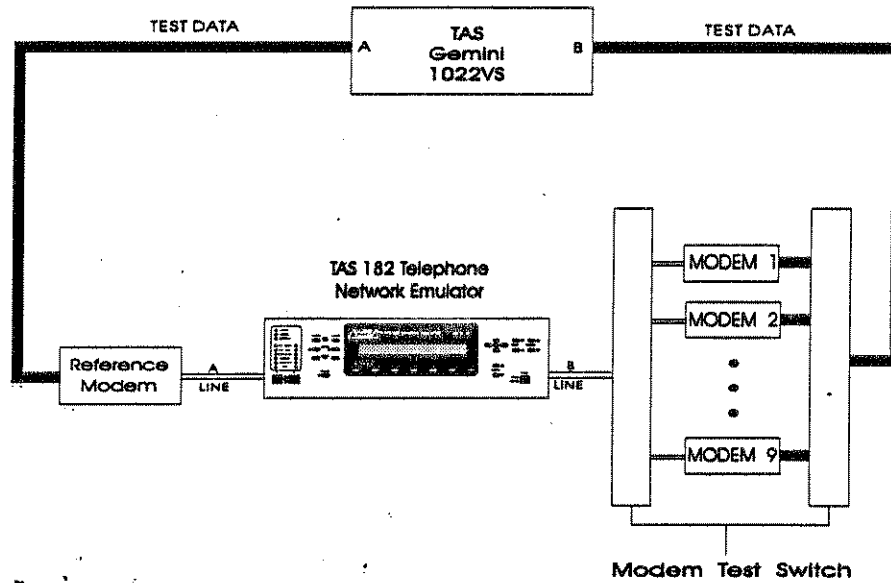 TEST DATA
TAS
Gemini
1022VS
A
B
TEST DATA
TAS 182 Telephone
Network Emulator
MODEM 1
MODEM 2
MODEM 9
Reference
Modem
A
LINE
B
LINE
Modem Test Switch